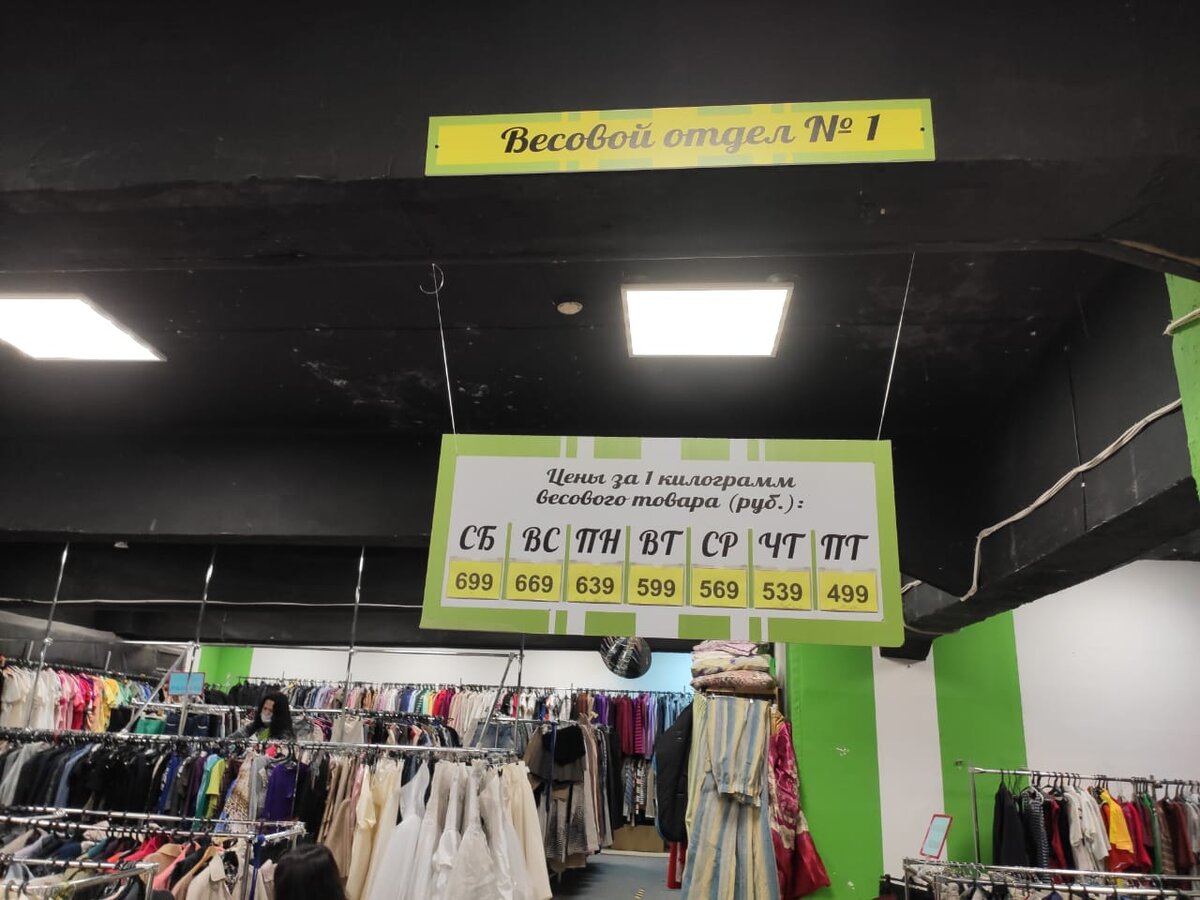 Весовой отдел № 1
Цены за 1 килограмм
весового товара (руб.):
СБ ВС ПН ВТ СР ЧТ ПТ
699 669 639 599 569 539 499